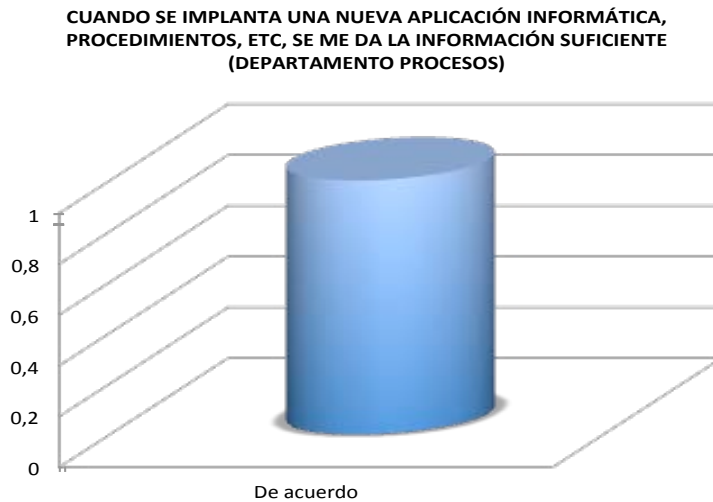 CUANDO SE IMPLANTA UNA NUEVA APLICACIÓN INFORMÁTICA,
PROCEDIMIENTOS, ETC, SE ME DA LA INFORMACIÓN SUFICIENTE
(DEPARTAMENTO PROCESOS)
1
0,8
0,6
0,4
0,2
0
De acuerdo